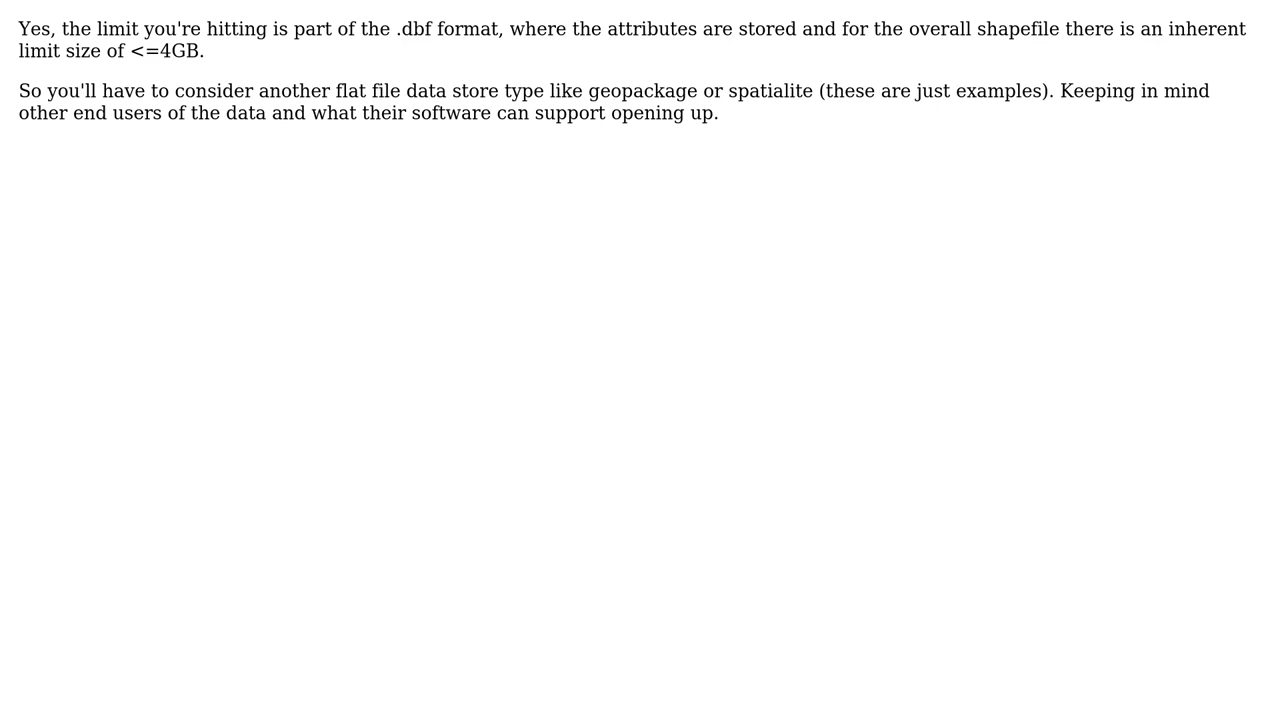 Yes, the limit you're hitting is part of the .dbf format, where the attributes are stored and for the overall shapefile there is an inherent
limit size of <=4GB.
So you'll have to consider another flat file data store type like geopackage or spatialite (these are just examples). Keeping in mind
other end users of the data and what their software can support opening up.